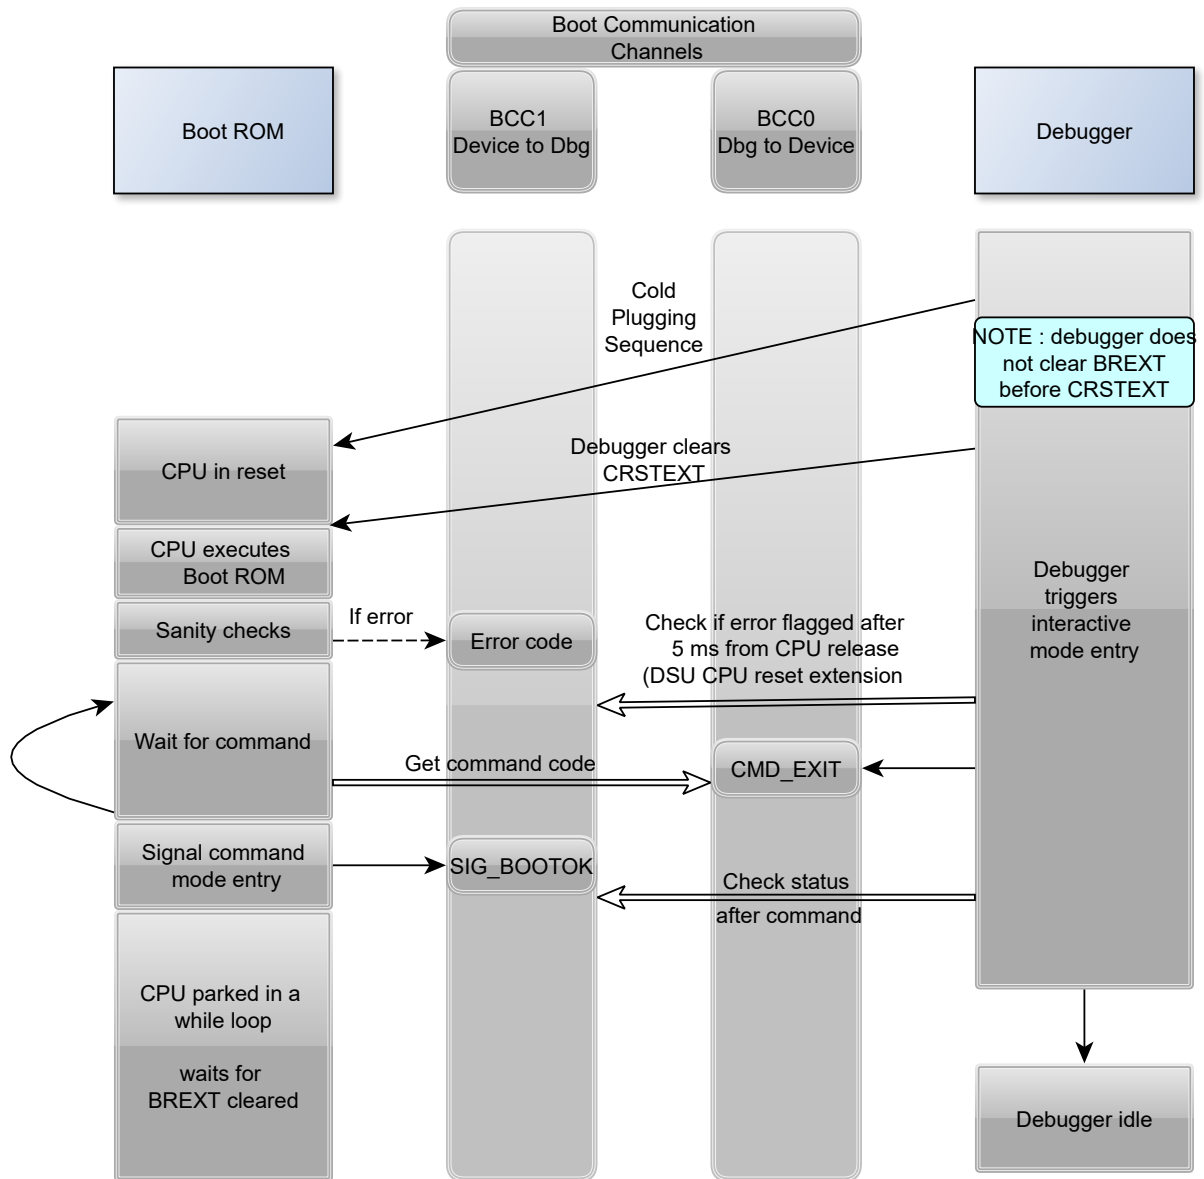 Boot Communication
Channels
Boot ROM
BCC1
Device to Dbg
BCC0
Dbg to Device
Debugger
Cold
Plugging
Sequence
NOTE : debugger does
not clear BREXT
before CRSTEXT
CPU in reset
Debugger clears
CRSTEXT
CPU executes
Boot ROM
Debugger
triggers
interactive
mode entry
Sanity checks
If error
Error code
Check if error flagged after
5 ms from CPU release
(DSU CPU reset extension
Wait for command
Get command code
CMD_EXIT
Signal command
mode entry
SIG_BOOTOK
Check status
after command
CPU parked in a
while loop
waits for
BREXT cleared
Debugger idle